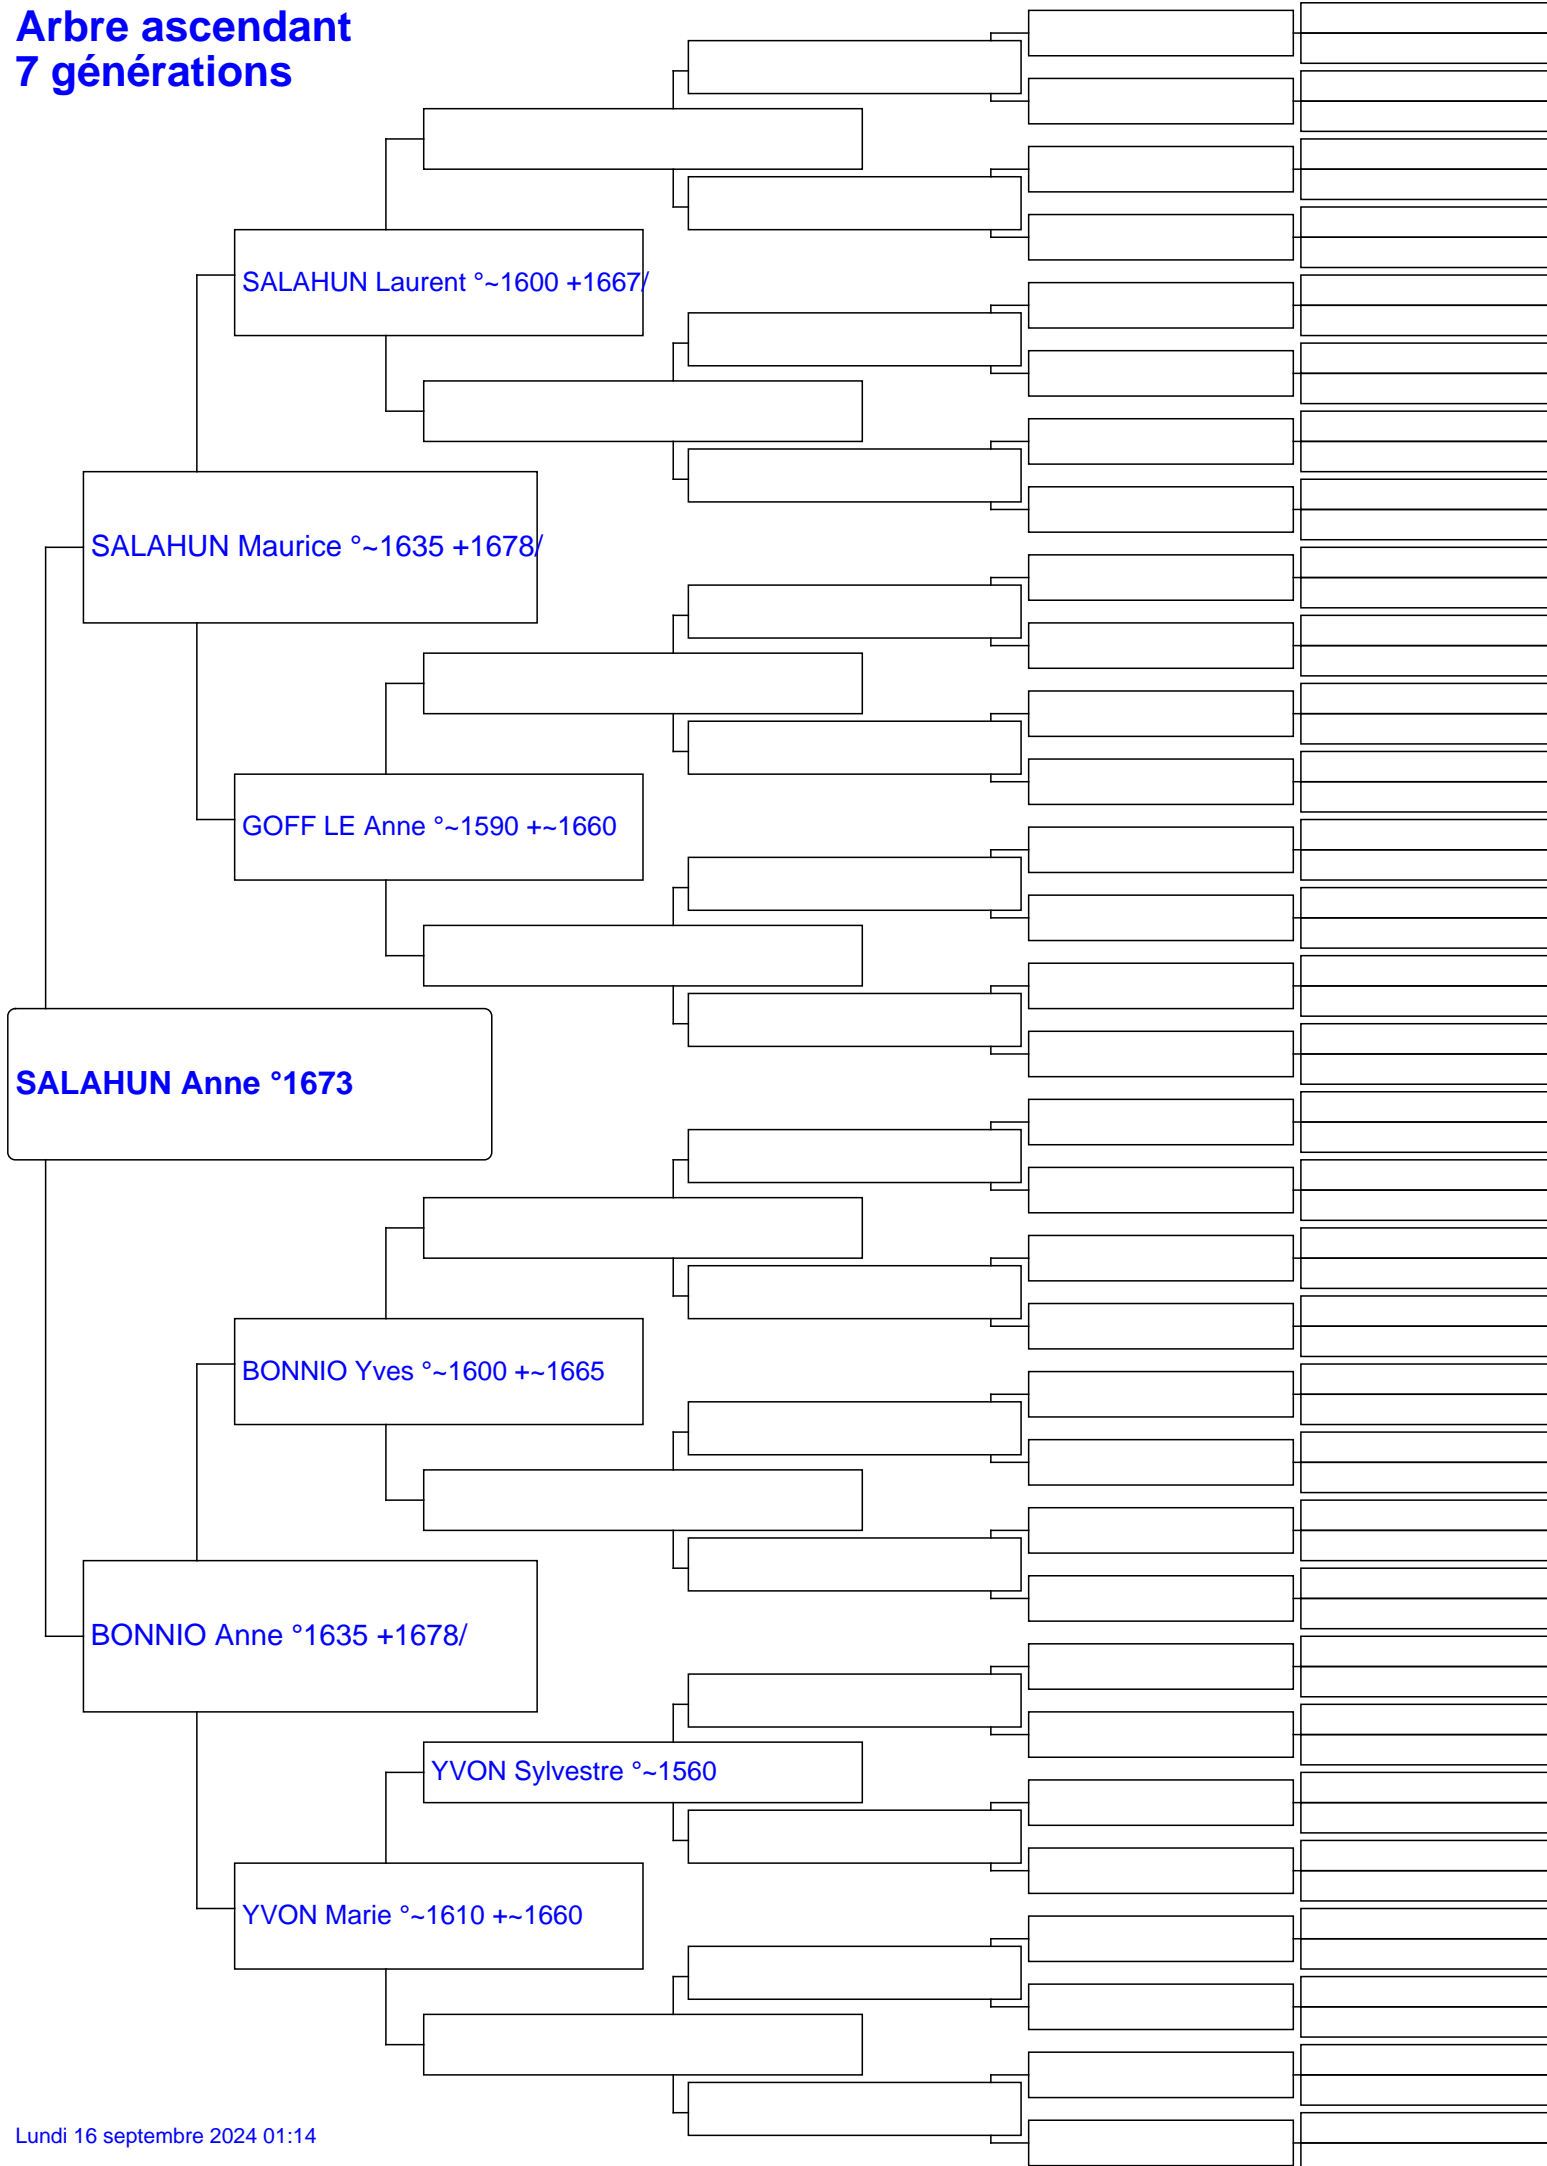 Arbre ascendant
7 générations
SALAHUN Laurent °~1600 +1667/
SALAHUN Maurice °~1635 +1678/
GOFF LE Anne °~1590 +~1660
SALAHUN Anne °1673
BONNIO Yves °~1600 +~1665
BONNIO Anne °1635 +1678/
YVON Sylvestre °~1560
YVON Marie °~1610 +~1660
Lundi 16 septembre 2024 01:14